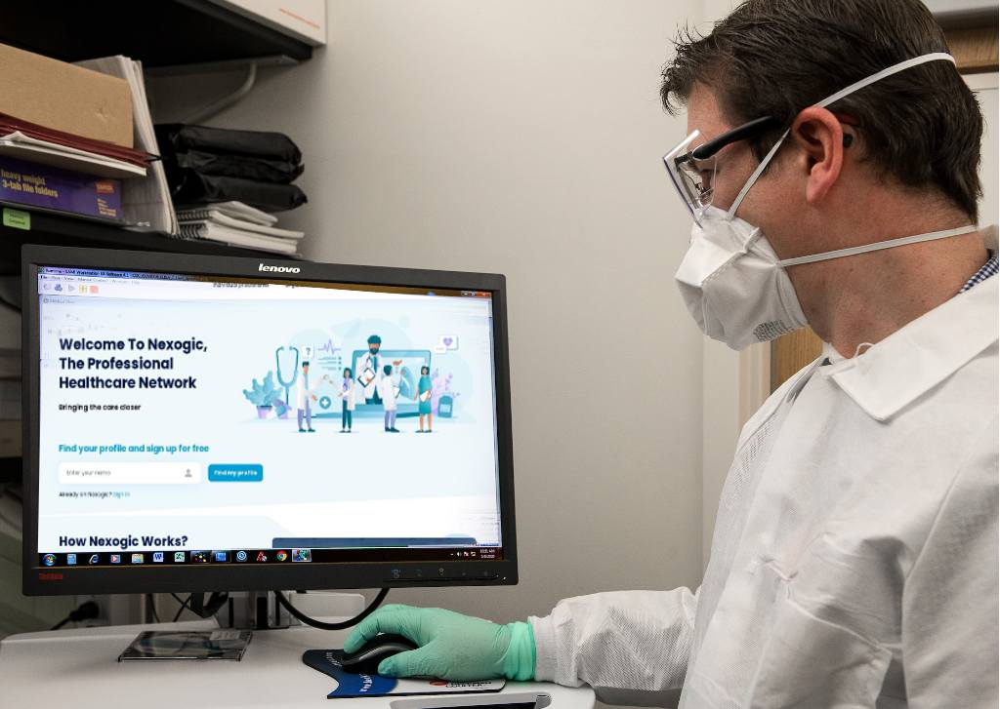 heavy weight
3-tab file folders
lenovo
Welcome To Nexogic,
The Professional
Healthcare Network
Bringing the care closer
Find your profile and sign up for free
Enter your name
Find my profile
Already on Nexogic? Sign in
How Nexogic Works?
COULTER